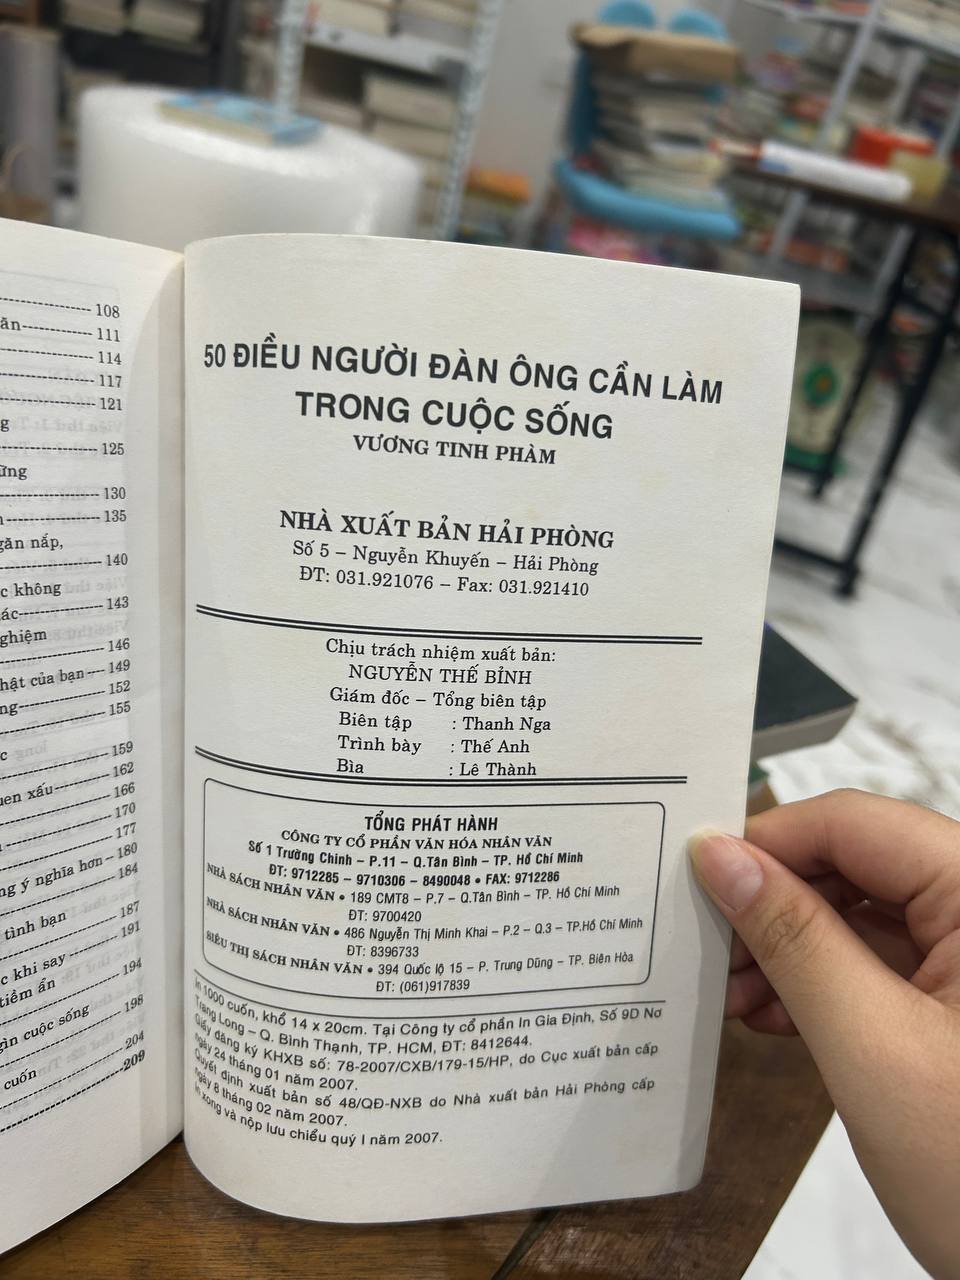 108
ăn 111
114
117
121
g
125
ững
130
135
găn nắp,
140
c không
ác 143
ghiệm
146
hật của bạn 149
ng 152
155
c 159
uen xấu 162
166
170
177
ng ý nghĩa hơn 180
184
tình bạn
187
191
c khi say
tiềm ẩn 194
gìn cuộc sống 198
204
cuốn 209
50 ĐIỀU NGƯỜI ĐÀN ÔNG CẦN LÀM
TRONG CUỘC SỐNG
VƯƠNG TINH PHÀM
NHÀ XUẤT BẢN HẢI PHÒNG
Số 5 – Nguyễn Khuyến – Hải Phòng
ĐT: 031.921076 – Fax: 031.921410
Chịu trách nhiệm xuất bản:
NGUYỄN THẾ BỈNH
Giám đốc – Tổng biên tập
Biên tập : Thanh Nga
Trình bày : Thế Anh
Bìa : Lê Thành
TỔNG PHÁT HÀNH
CÔNG TY CỔ PHẦN VĂN HÓA NHÂN VĂN
Số 1 Trường Chinh – P.11 – Q.Tân Bình – TP. Hồ Chí Minh
ĐT: 9712285 – 9710306 – 8490048 • FAX: 9712286
NHÀ SÁCH NHÂN VĂN • 189 CMT8 – P.7 – Q.Tân Bình – TP. Hồ Chí Minh
ĐT: 9700420
NHÀ SÁCH NHÂN VĂN • 486 Nguyễn Thị Minh Khai – P.2 – Q.3 – TP.Hồ Chí Minh
ĐT: 8396733
SIÊU THỊ SÁCH NHÂN VĂN • 394 Quốc lộ 15 – P. Trung Dũng – TP. Biên Hòa
ĐT: (061)917839
In 1000 cuốn, khổ 14 x 20cm. Tại Công ty cổ phần In Gia Định, Số 9D Nơ
Trang Long – Q. Bình Thạnh, TP. HCM, ĐT: 8412644.
Giấy đăng ký KHXB số: 78-2007/CXB/179-15/HP, do Cục xuất bản cấp
ngày 24 tháng 01 năm 2007.
Quyết định xuất bản số 48/QĐ-NXB do Nhà xuất bản Hải Phòng cấp
ngày 8 tháng 02 năm 2007.
In xong và nộp lưu chiểu quý I năm 2007.